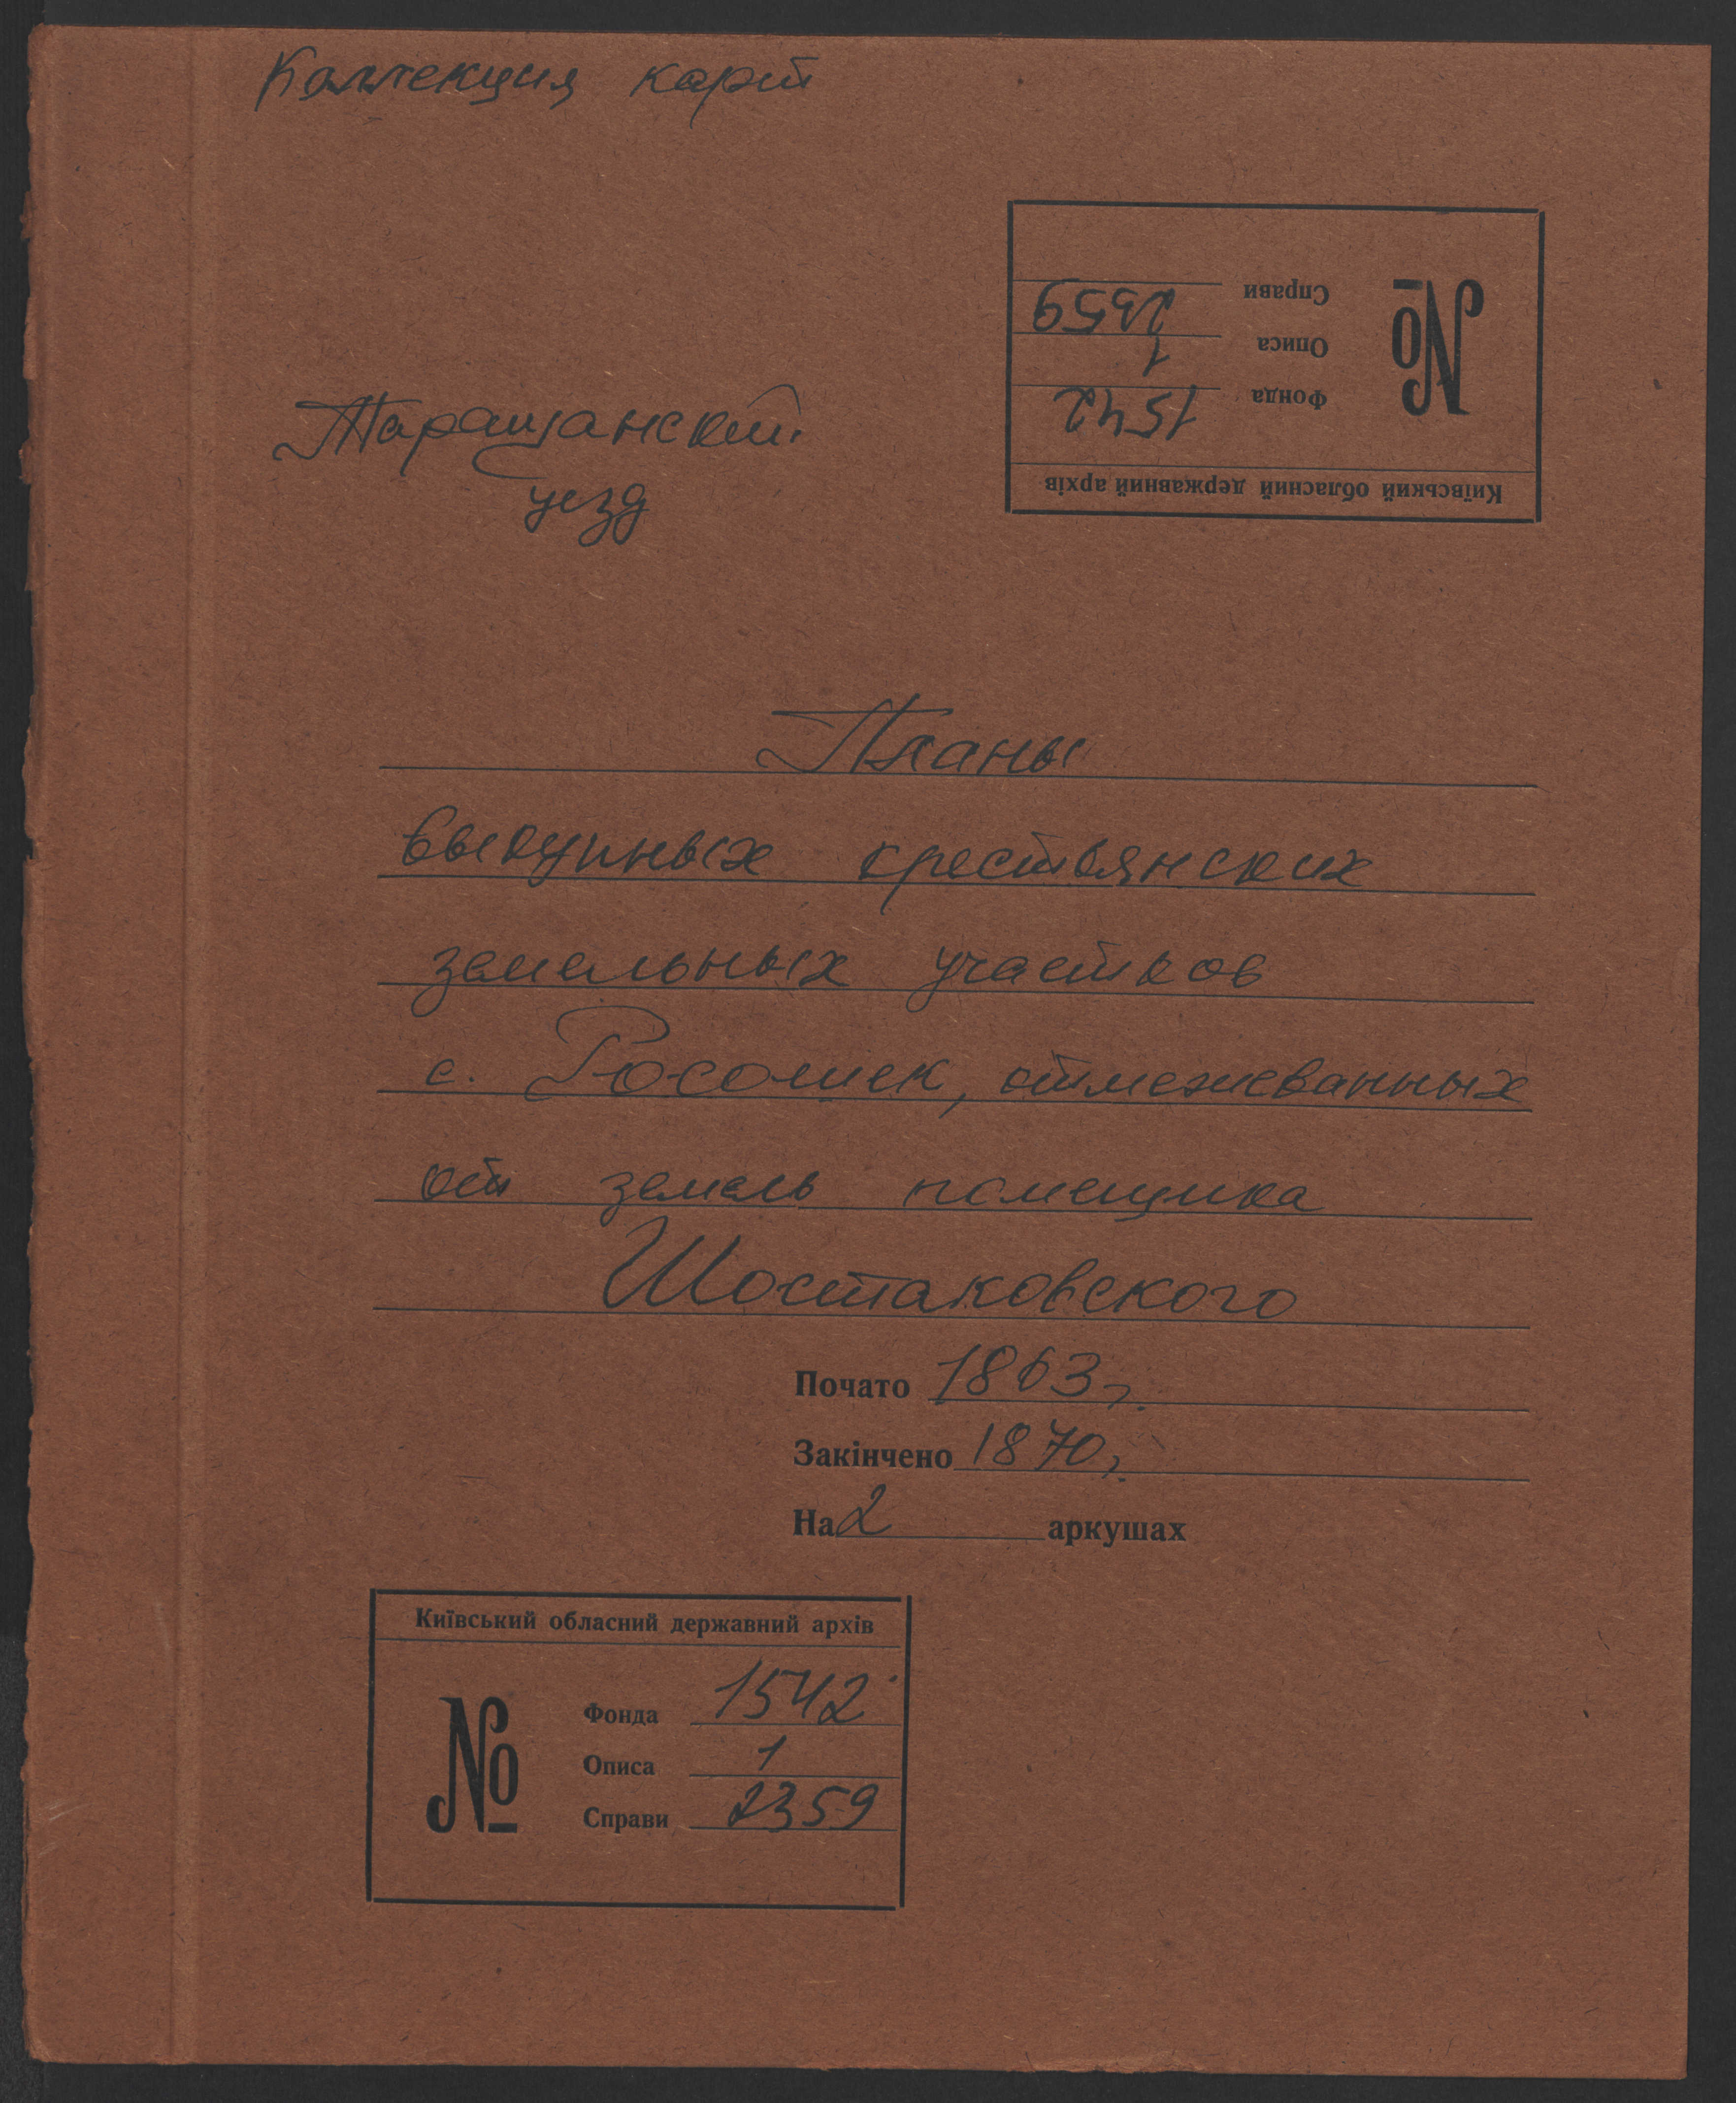 Коллекция карт
Справи 2359
Описа 1
Фонда 1542
№
Київський обласний державний архів
Таращанский
уезд
Планы
выкупных крестьянских
земельных участков
с. Росошек, отмежеванных
от земель помещика
Шостаковского
Почато 1863 г.
Закінчено 1870 г.
На 2 аркушах
Київський обласний державний архів
№
Фонда 1542
Описа 1
Справи 2359